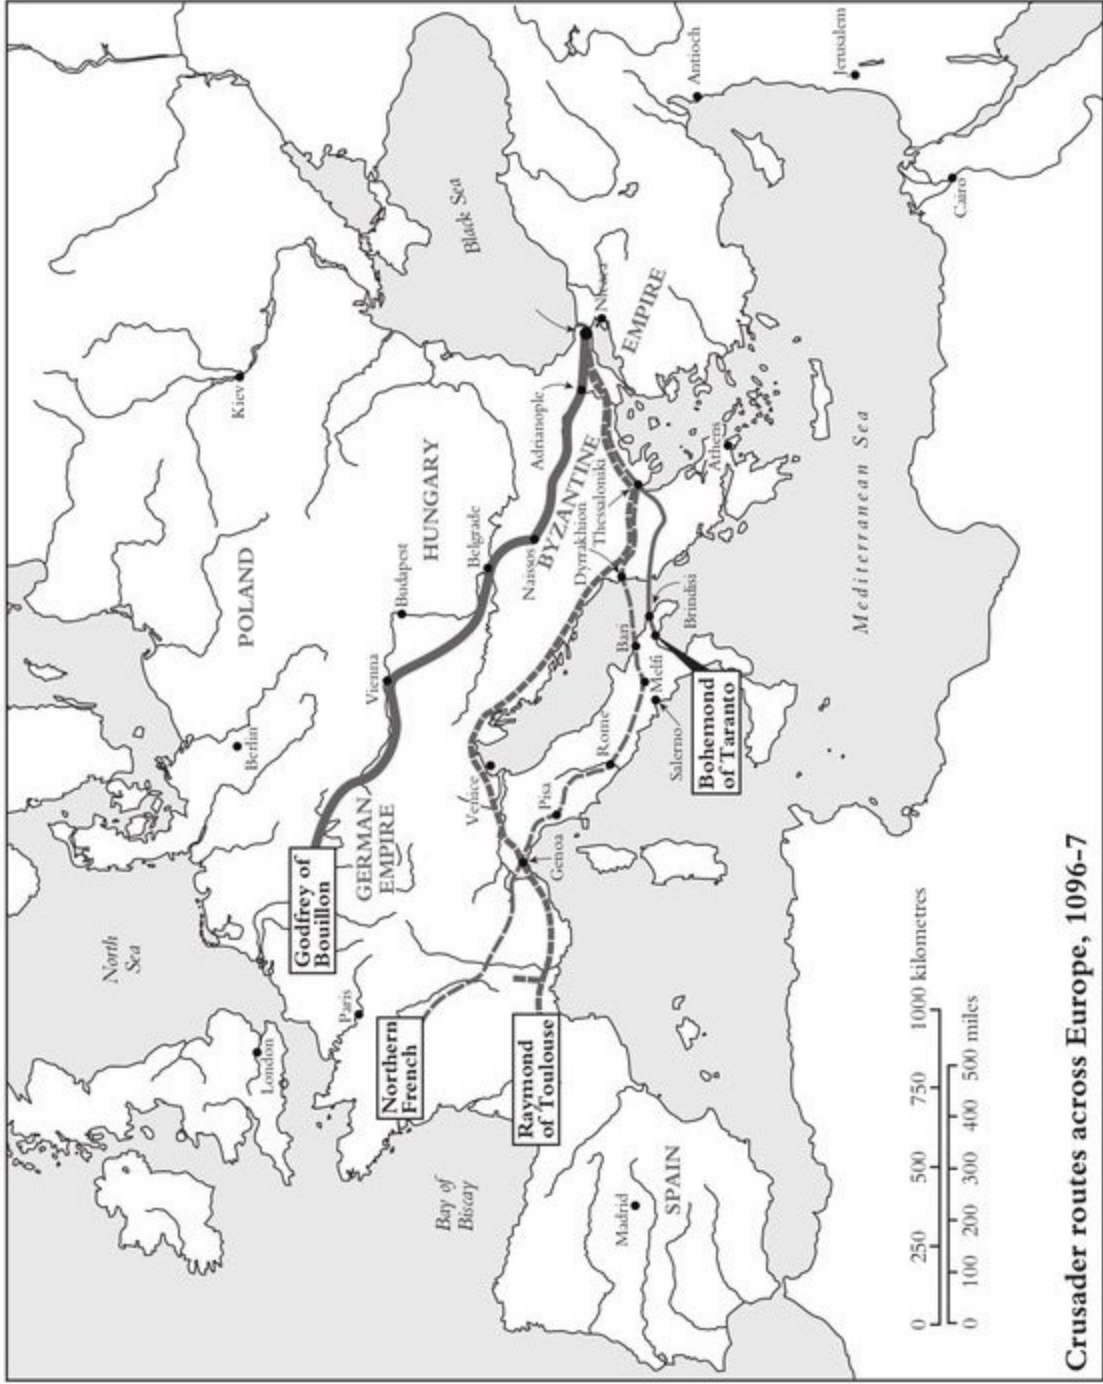 North
Sea
London
Paris
Berlin
POLAND
Kiev
Godfrey of
Bouillon
GERMAN
EMPIRE
Vienna
Budapest
HUNGARY
Belgrade
Black Sea
Northern
French
Bay of
Biscay
Raymond
of Toulouse
Venice
Genoa
Pisa
Rome
Naissos
BYZANTINE
EMPIRE
Adrianople
Nicaea
Dyrrakhion
Thessaloniki
Bari
Melfi
Salerno
Brindisi
Bohemond
of Taranto
Athens
Antioch
Jerusalem
Cairo
Madrid
SPAIN
Mediterranean Sea
0 250 500 750 1000 kilometres
0 100 200 300 400 500 miles
Crusader routes across Europe, 1096-7